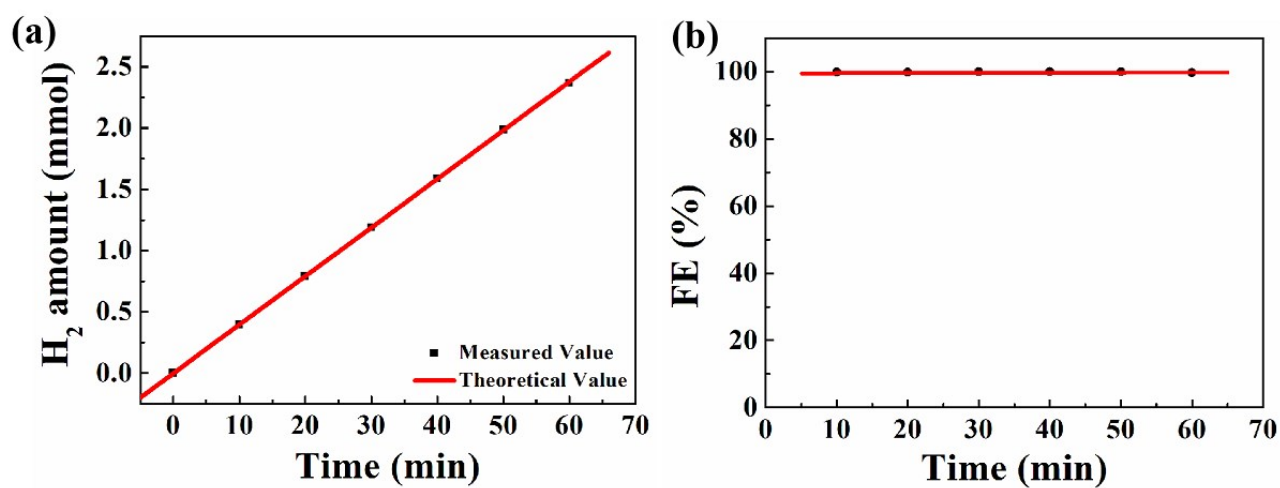 (a)
H₂ amount (mmol)
2.5
2.0
1.5
1.0
0.5
0.0
Measured Value
Theoretical Value
0 10 20 30 40 50 60 70
Time (min)
(b)
FE (%)
100
80
60
40
20
0
0 10 20 30 40 50 60 70
Time (min)